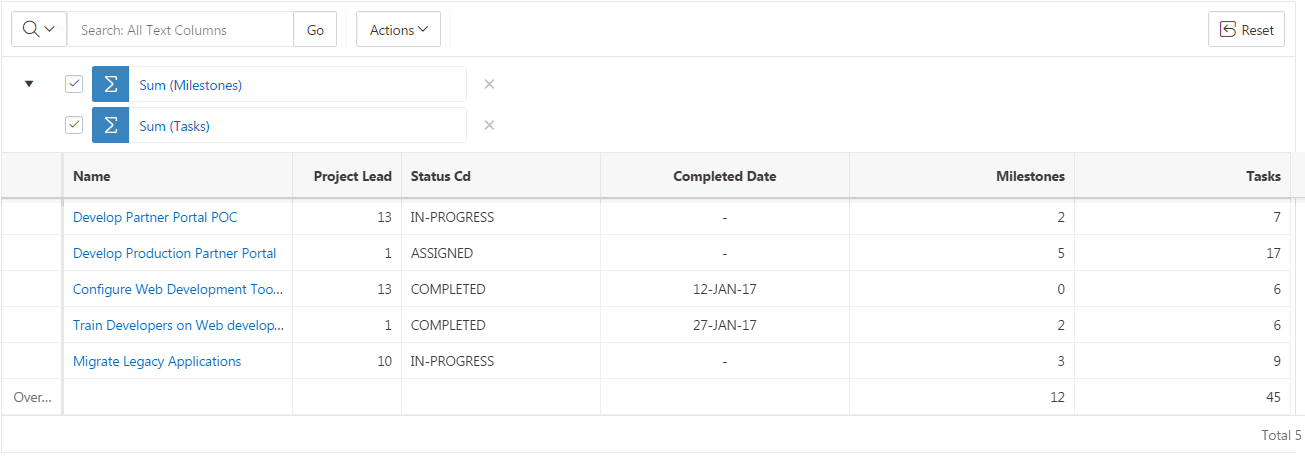 Search: All Text Columns Go Actions Reset
Sum (Milestones)
Sum (Tasks)
Name Project Lead Status Cd Completed Date Milestones Tasks
Develop Partner Portal POC 13 IN-PROGRESS - 2 7
Develop Production Partner Portal 1 ASSIGNED - 5 17
Configure Web Development Too... 13 COMPLETED 12-JAN-17 0 6
Train Developers on Web develop... 1 COMPLETED 27-JAN-17 2 6
Migrate Legacy Applications 10 IN-PROGRESS - 3 9
Over... 12 45
Total 5